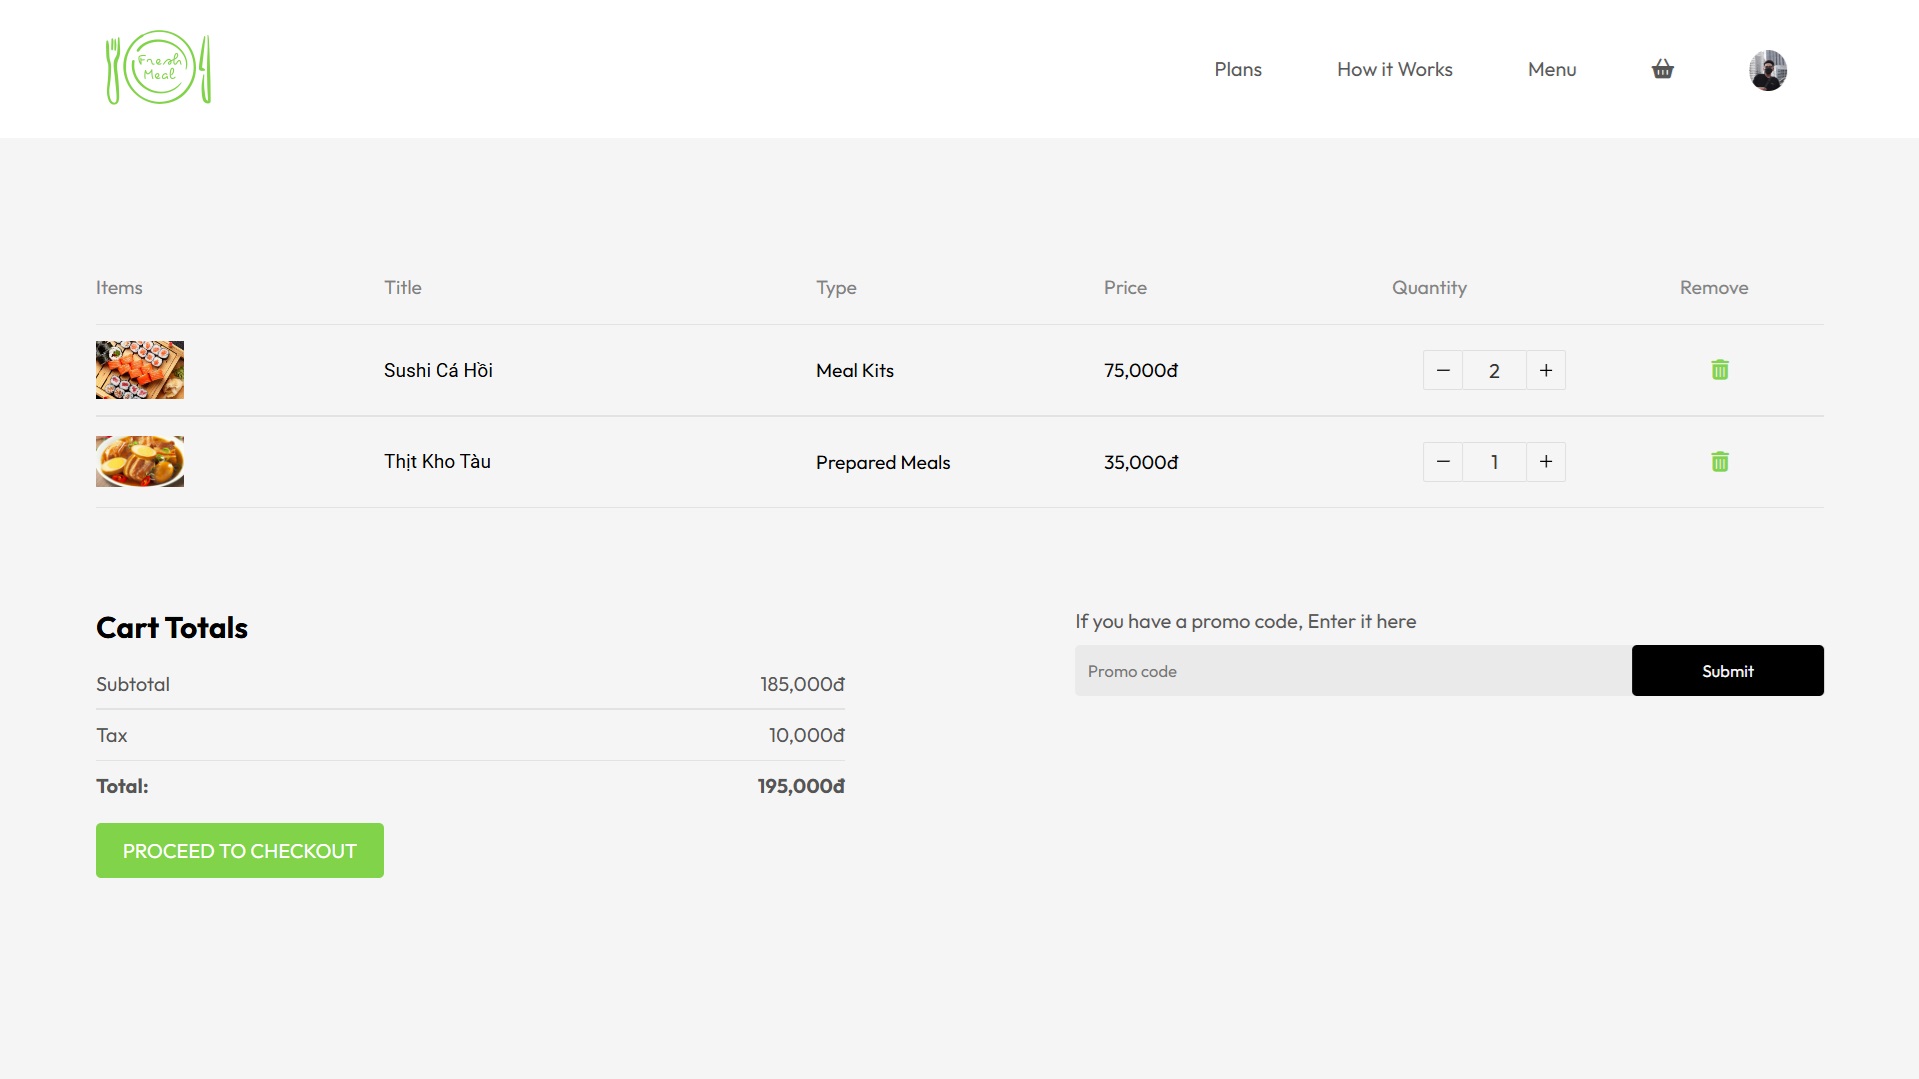 Fresh
Meal
Plans
How it Works
Menu
Items
Title
Type
Price
Quantity
Remove
Sushi Cá Hồi
Meal Kits
75,000đ
2
Thịt Kho Tàu
Prepared Meals
35,000đ
1
Cart Totals
Subtotal
185,000đ
Tax
10,000đ
Total:
195,000đ
PROCEED TO CHECKOUT
If you have a promo code, Enter it here
Promo code
Submit